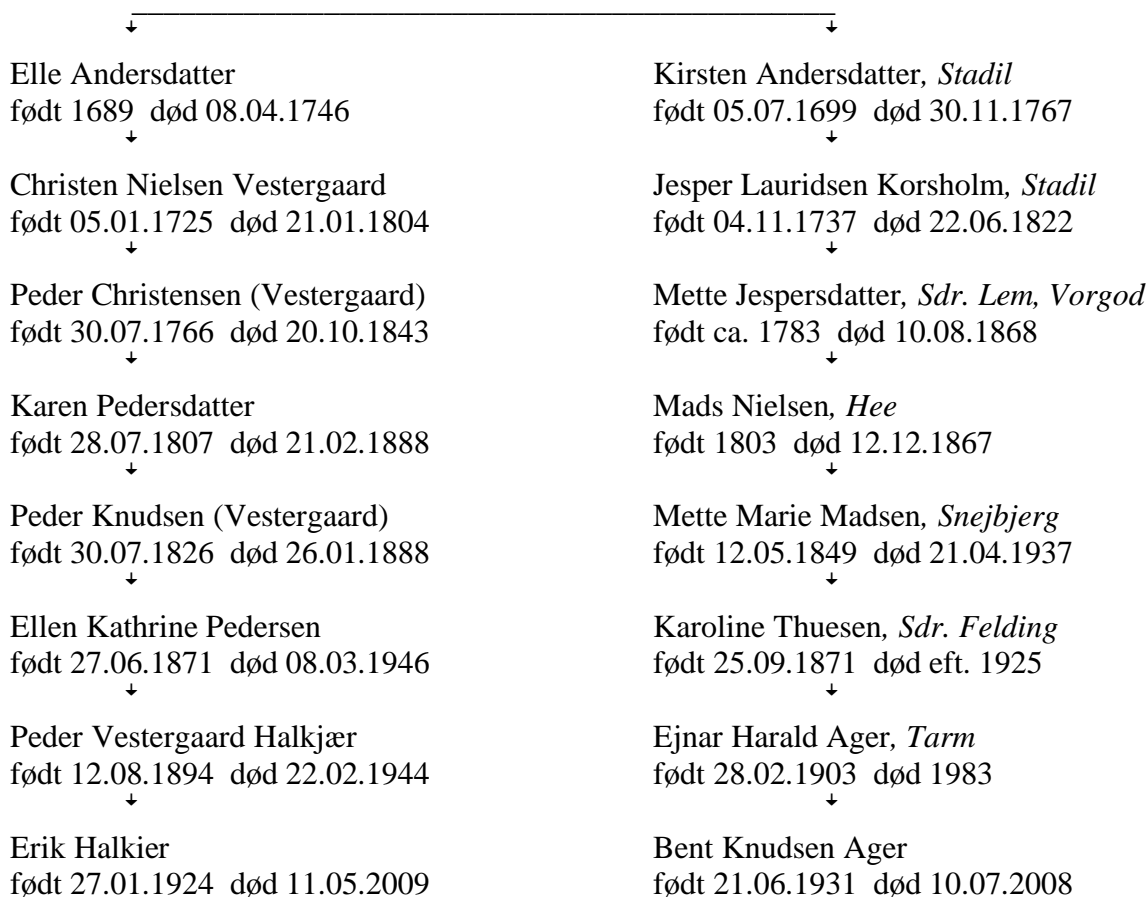 Elle Andersdatter
født 1689 død 08.04.1746
Christen Nielsen Vestergaard
født 05.01.1725 død 21.01.1804
Peder Christensen (Vestergaard)
født 30.07.1766 død 20.10.1843
Karen Pedersdatter
født 28.07.1807 død 21.02.1888
Peder Knudsen (Vestergaard)
født 30.07.1826 død 26.01.1888
Ellen Kathrine Pedersen
født 27.06.1871 død 08.03.1946
Peder Vestergaard Halkjær
født 12.08.1894 død 22.02.1944
Erik Halkier
født 27.01.1924 død 11.05.2009
Kirsten Andersdatter, Stadil
født 05.07.1699 død 30.11.1767
Jesper Lauridsen Korsholm, Stadil
født 04.11.1737 død 22.06.1822
Mette Jespersdatter, Sdr. Lem, Vorgod
født ca. 1783 død 10.08.1868
Mads Nielsen, Hee
født 1803 død 12.12.1867
Mette Marie Madsen, Snejbjerg
født 12.05.1849 død 21.04.1937
Karoline Thuesen, Sdr. Felding
født 25.09.1871 død eft. 1925
Ejnar Harald Ager, Tarm
født 28.02.1903 død 1983
Bent Knudsen Ager
født 21.06.1931 død 10.07.2008